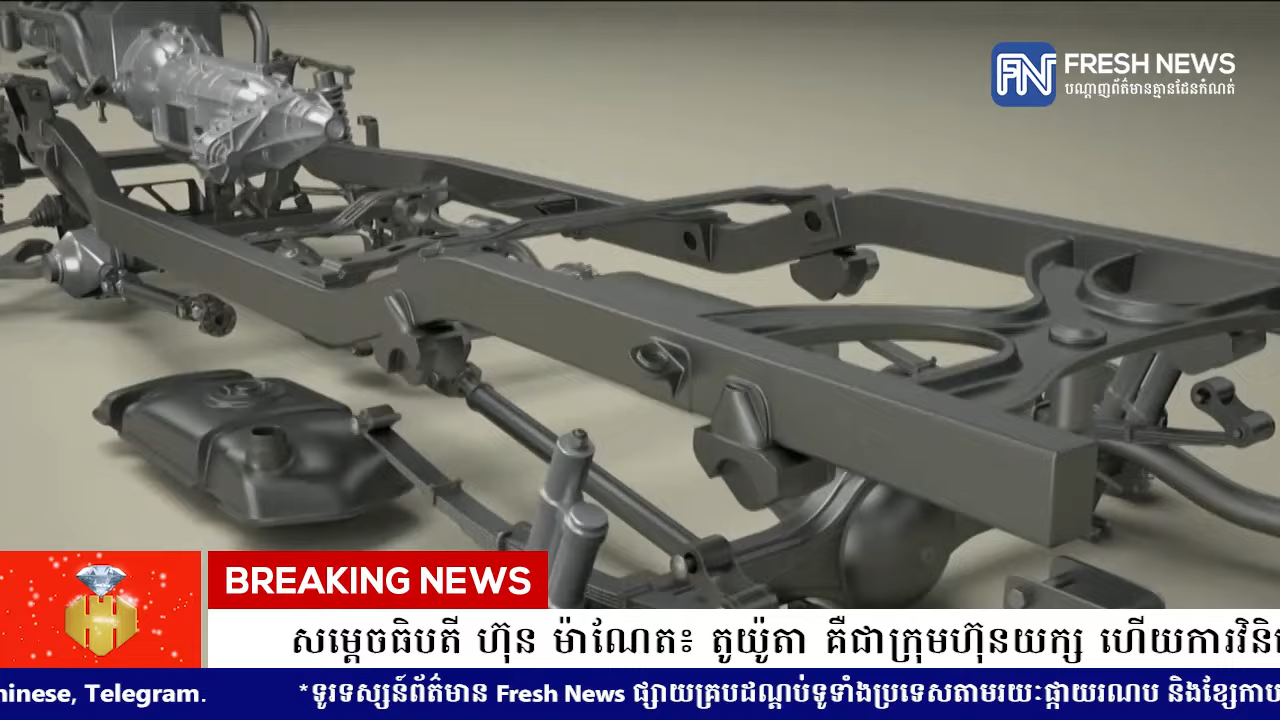 FN FRESH NEWS
បណ្ដាញព័ត៌មានគ្មានដែនកំណត់
BREAKING NEWS
សម្ដេចធិបតី ហ៊ុន ម៉ាណែត៖ តូយ៉ូតា គឺជាក្រុមហ៊ុនយក្ស ហើយការវិនិ
hinese, Telegram. *ទូរទស្សន៍ព័ត៌មាន Fresh News ផ្សាយគ្របដណ្ដប់ទូទាំងប្រទេសតាមរយៈផ្កាយរណប និងខ្សែកាប